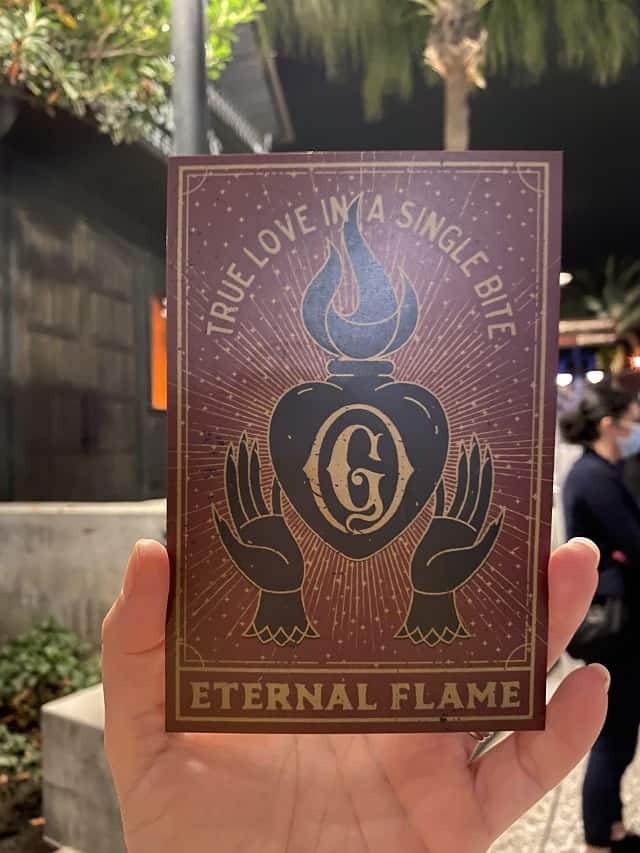 TRUE LOVE IN A SINGLE BITE
G
ETERNAL FLAME